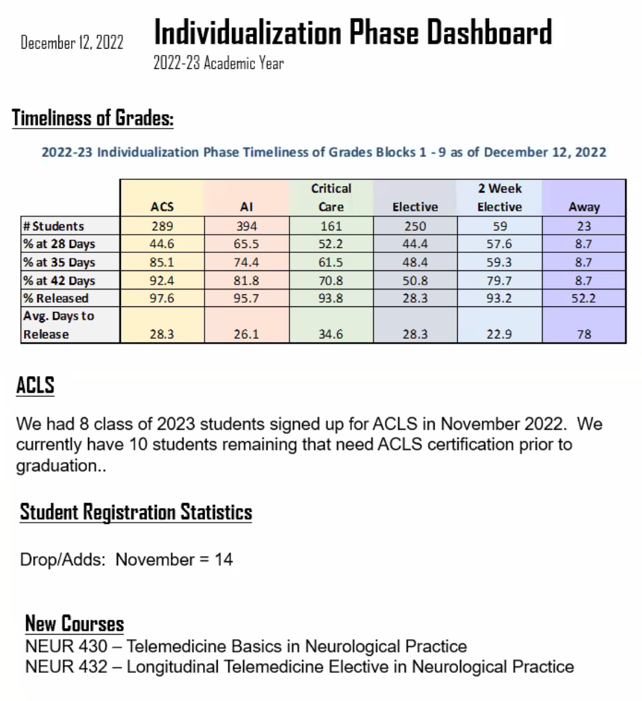 December 12, 2022
Individualization Phase Dashboard
2022-23 Academic Year
Timeliness of Grades:
2022-23 Individualization Phase Timeliness of Grades Blocks 1 - 9 as of December 12, 2022
ACS AI Critical Care Elective 2 Week Elective Away
# Students 289 394 161 250 59 23
% at 28 Days 44.6 65.5 52.2 44.4 57.6 8.7
% at 35 Days 85.1 74.4 61.5 48.4 59.3 8.7
% at 42 Days 92.4 81.8 70.8 50.8 79.7 8.7
% Released 97.6 95.7 93.8 28.3 93.2 52.2
Avg. Days to Release 28.3 26.1 34.6 28.3 22.9 78
ACLS
We had 8 class of 2023 students signed up for ACLS in November 2022. We
currently have 10 students remaining that need ACLS certification prior to
graduation..
Student Registration Statistics
Drop/Adds: November = 14
New Courses
NEUR 430 – Telemedicine Basics in Neurological Practice
NEUR 432 – Longitudinal Telemedicine Elective in Neurological Practice